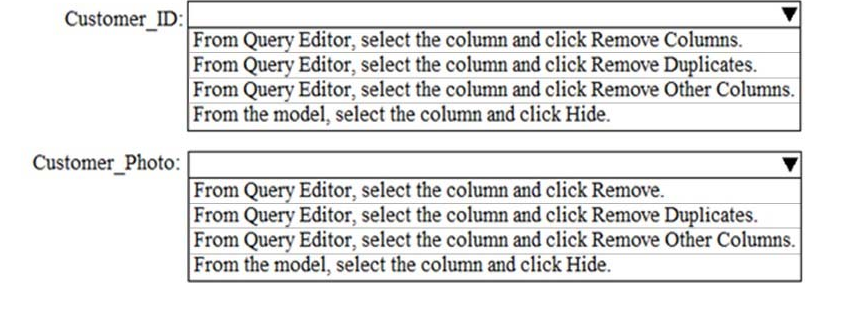 Customer_ID:
From Query Editor, select the column and click Remove Columns.
From Query Editor, select the column and click Remove Duplicates.
From Query Editor, select the column and click Remove Other Columns.
From the model, select the column and click Hide.
Customer_Photo:
From Query Editor, select the column and click Remove.
From Query Editor, select the column and click Remove Duplicates.
From Query Editor, select the column and click Remove Other Columns.
From the model, select the column and click Hide.